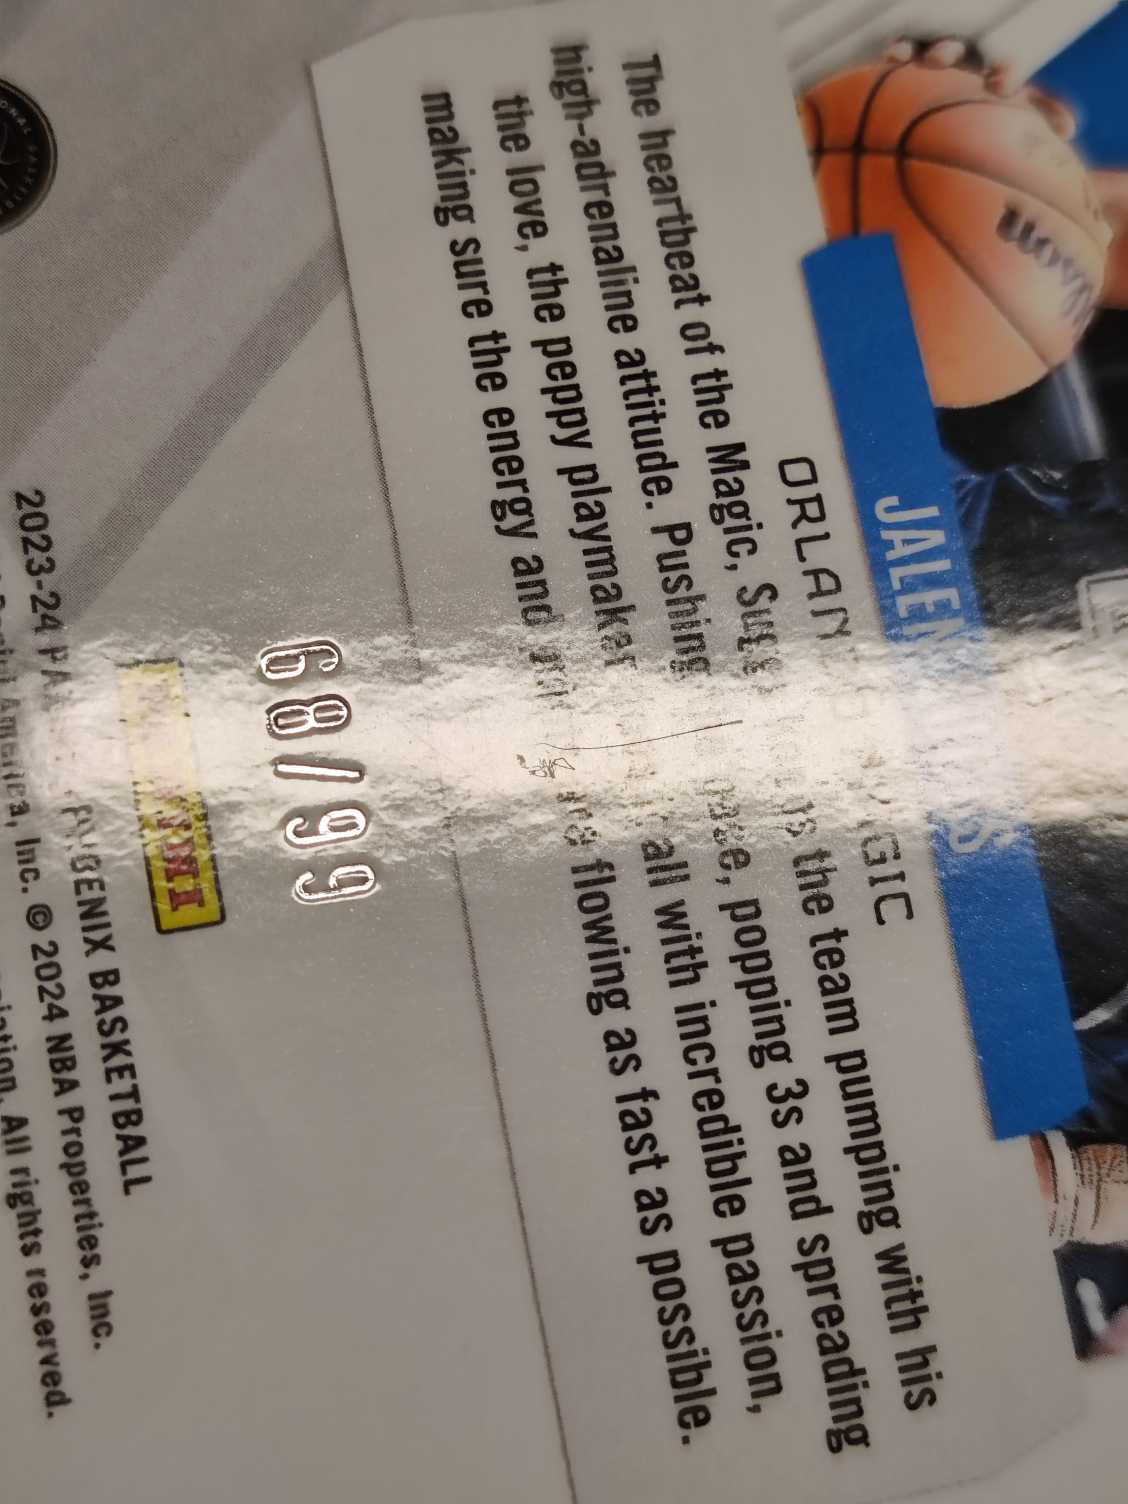 JALEN
ORLAN GIC
The heartbeat of the Magic, the team pumping with his
high-adrenaline attitude. Pushing popping 3s and spreading
the love, the peppy playmaker all with incredible passion,
making sure the energy and flowing as fast as possible.
68/99
2023-24 BASKETBALL
Inc. © 2024 NBA Properties, Inc.
All rights reserved.